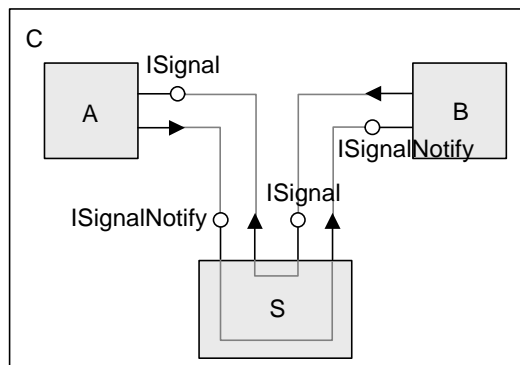 C
ISignal
A
B
ISignalNotify
ISignal
ISignalNotify
S